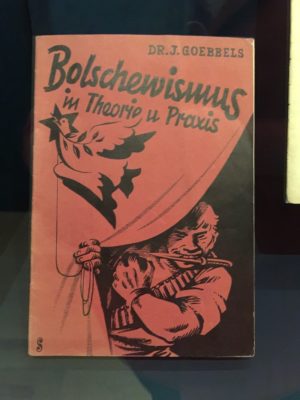 DR. J. GOEBBELS
Bolschewismus
in Theorie u Praxis